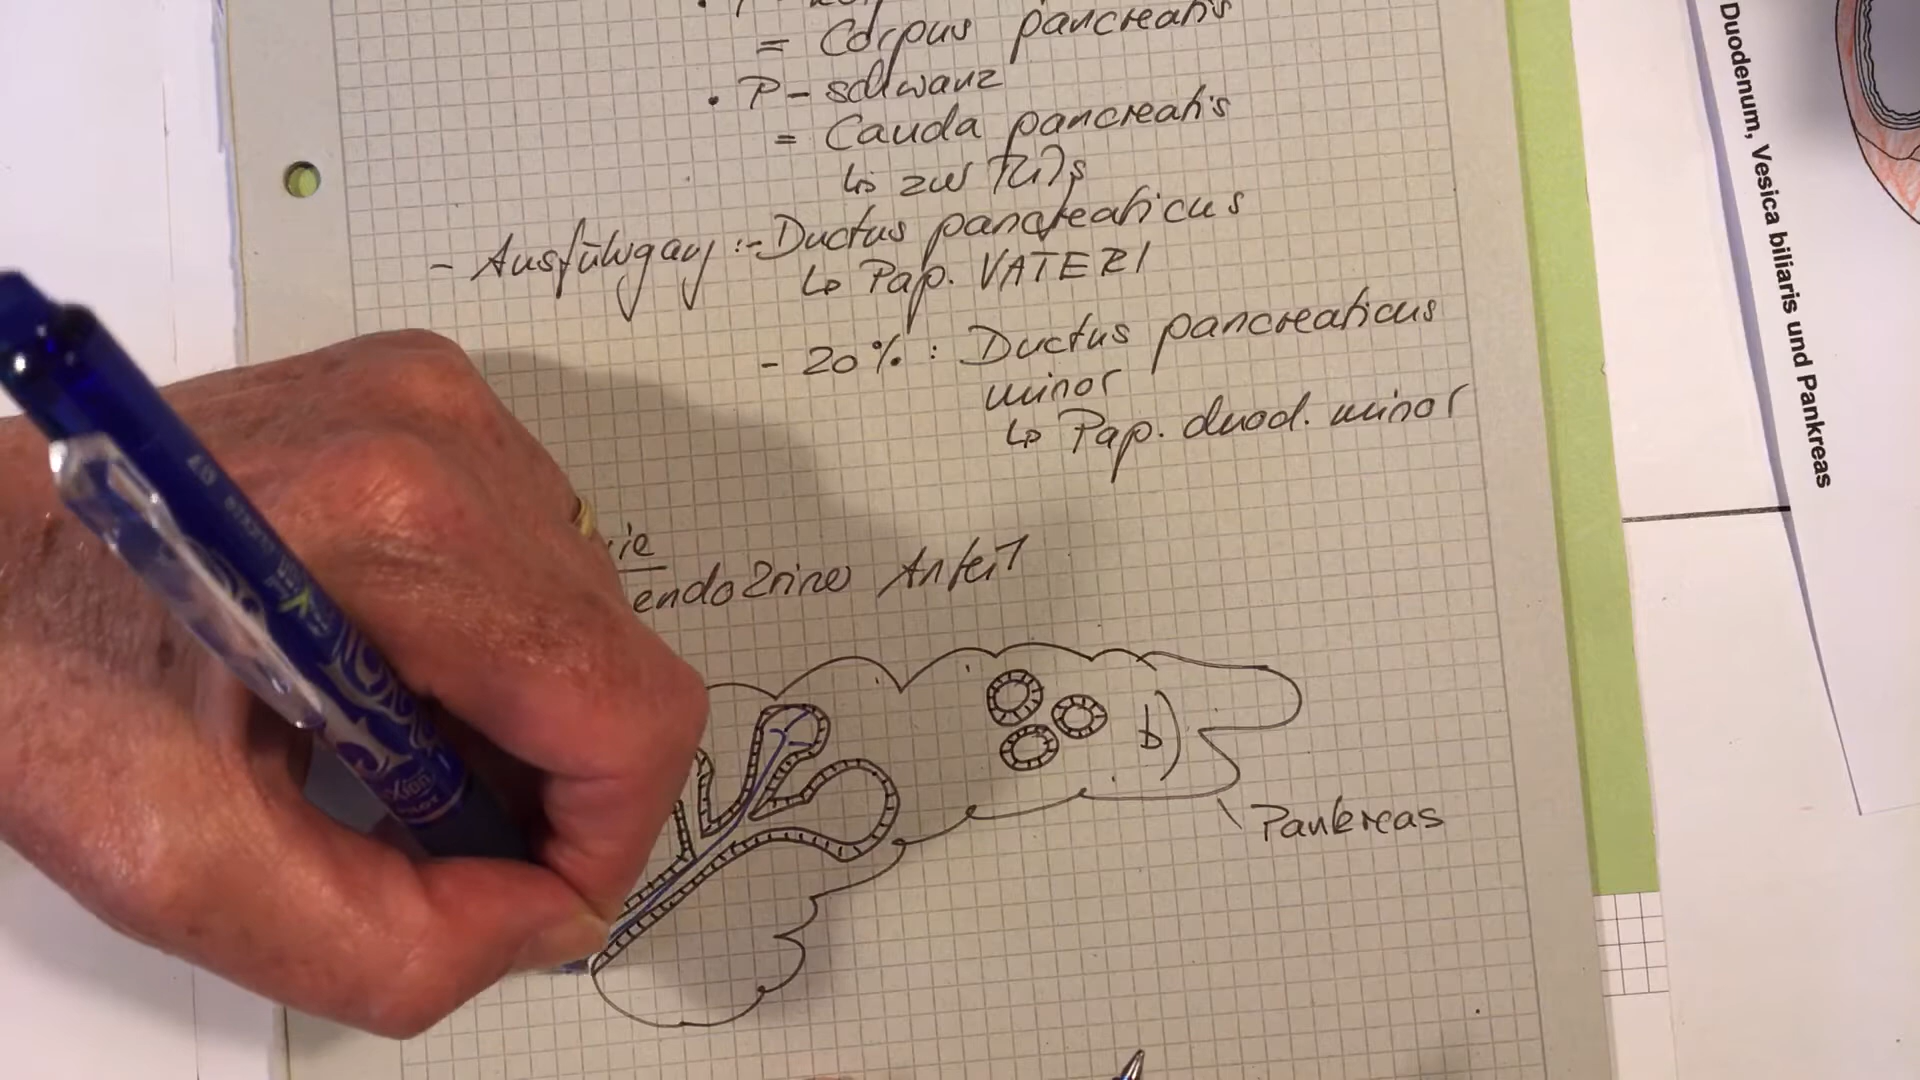 = Corpus pancreatis
• P-schwanz
= Cauda pancreatis
↳ zur Milz
- Ausführgang :- Ductus pancreaticus
↳ Pap. VATERI
- 20% : Ductus pancreaticus
minor
↳ Pap. duod. minor
ie
endokriner Anteil
b)
Pankreas
Duodenum, Vesica biliaris und Pankreas